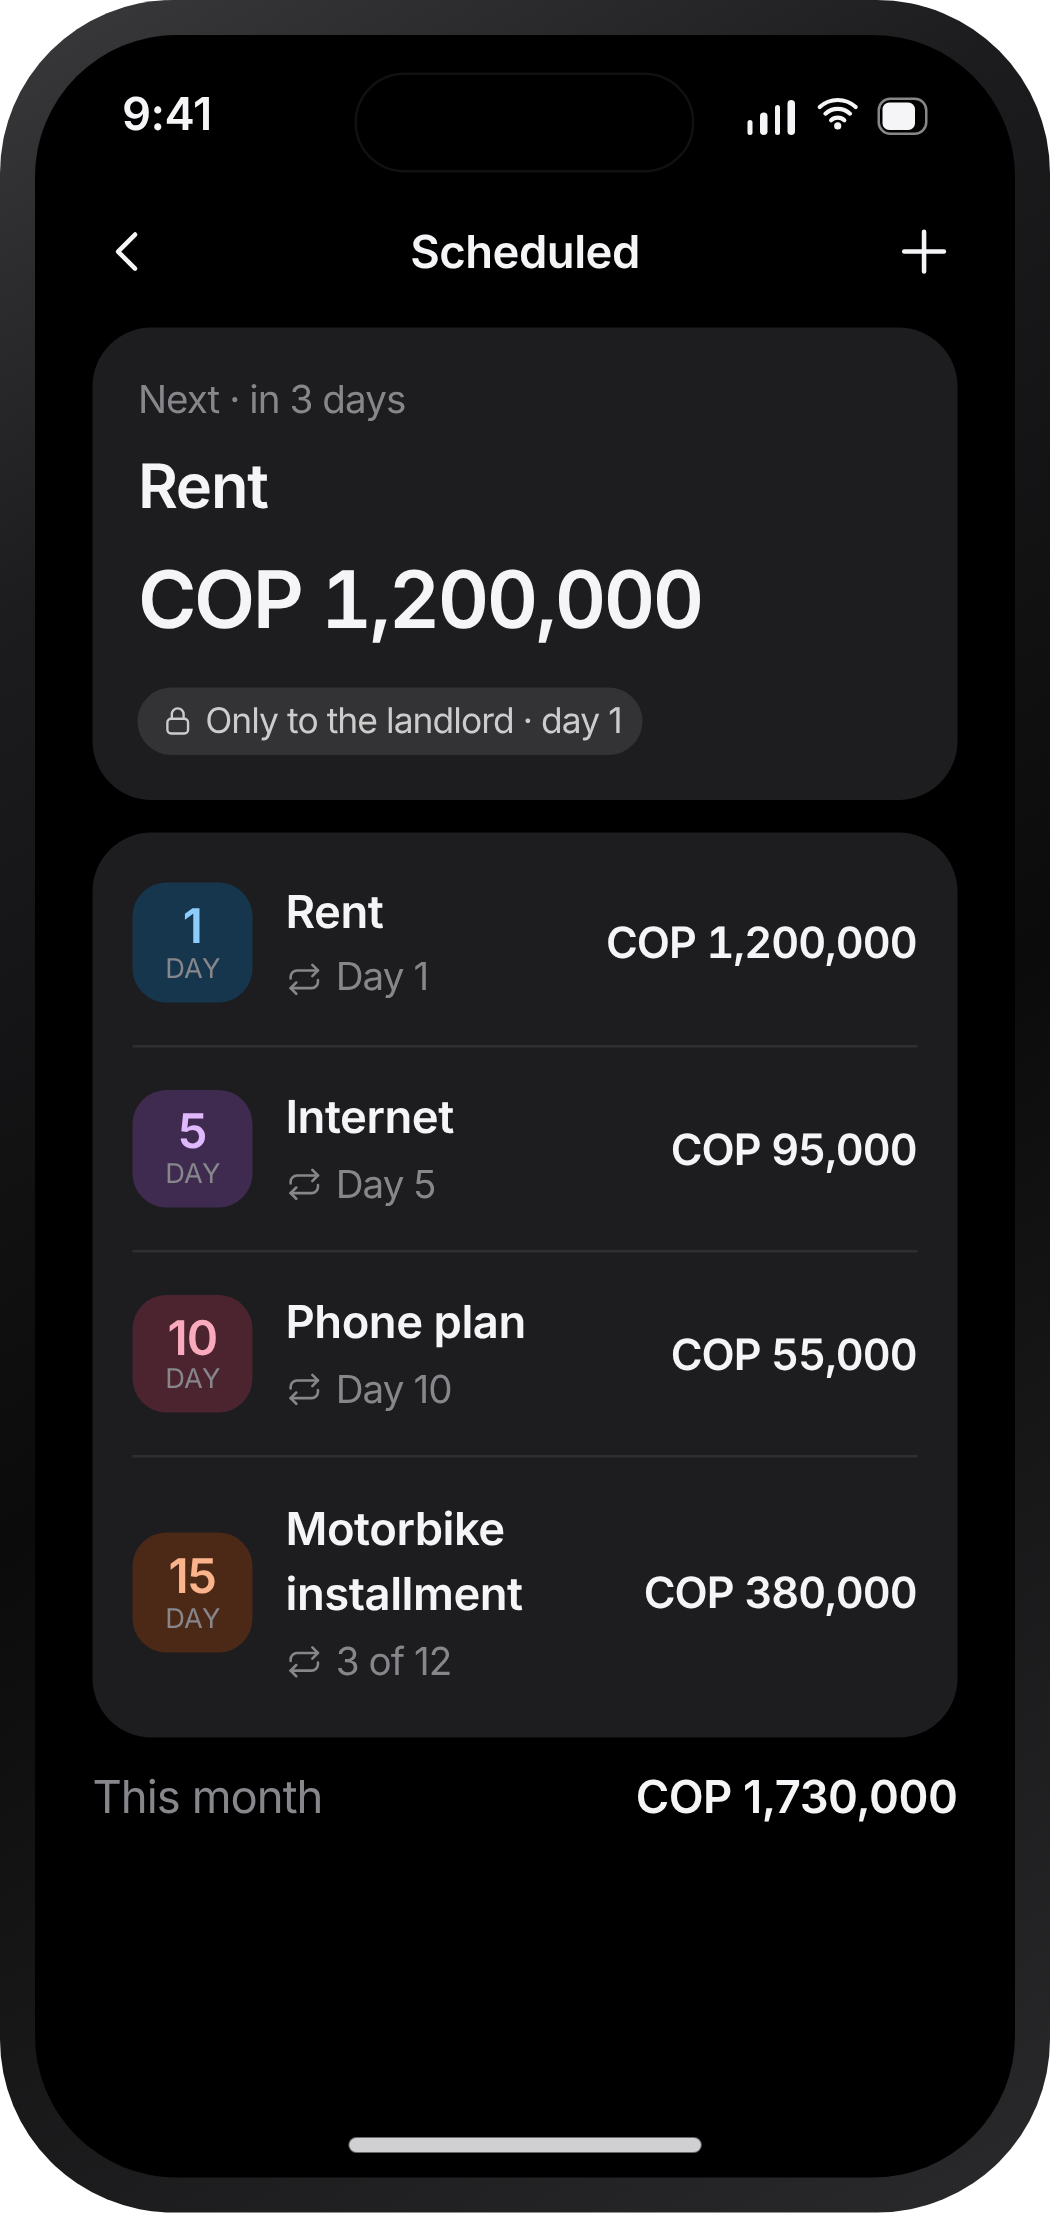 9:41
Scheduled
Next · in 3 days
Rent
COP 1,200,000
Only to the landlord · day 1
1
DAY
Rent
Day 1
COP 1,200,000
5
DAY
Internet
Day 5
COP 95,000
10
DAY
Phone plan
Day 10
COP 55,000
15
DAY
Motorbike
installment
3 of 12
COP 380,000
This month
COP 1,730,000